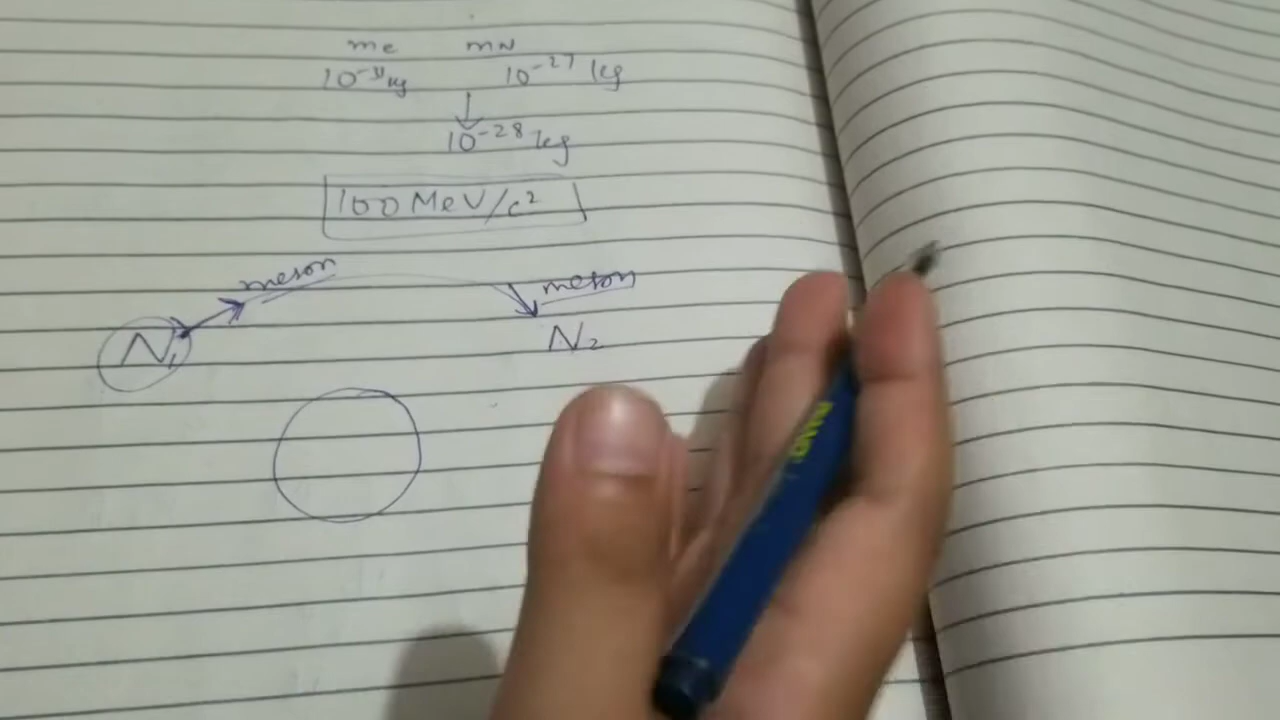 me mN
10⁻³¹kg 10⁻²⁷ kg
10⁻²⁸ kg
100 MeV/c²
meson meson
N₁ N₂